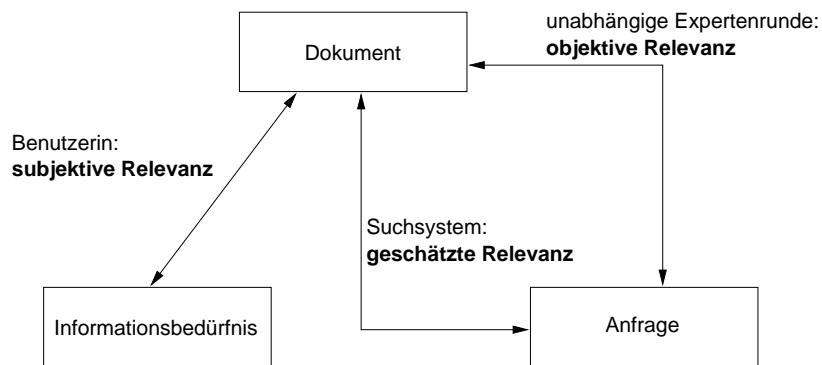 unabhängige Expertenrunde:
objektive Relevanz
Dokument
Benutzerin:
subjektive Relevanz
Suchsystem:
geschätzte Relevanz
Informationsbedürfnis
Anfrage